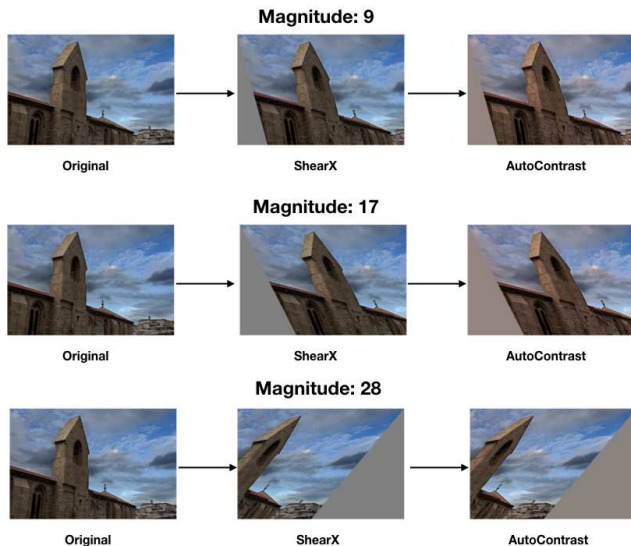 Magnitude: 9
Original
ShearX
AutoContrast
Magnitude: 17
Original
ShearX
AutoContrast
Magnitude: 28
Original
ShearX
AutoContrast